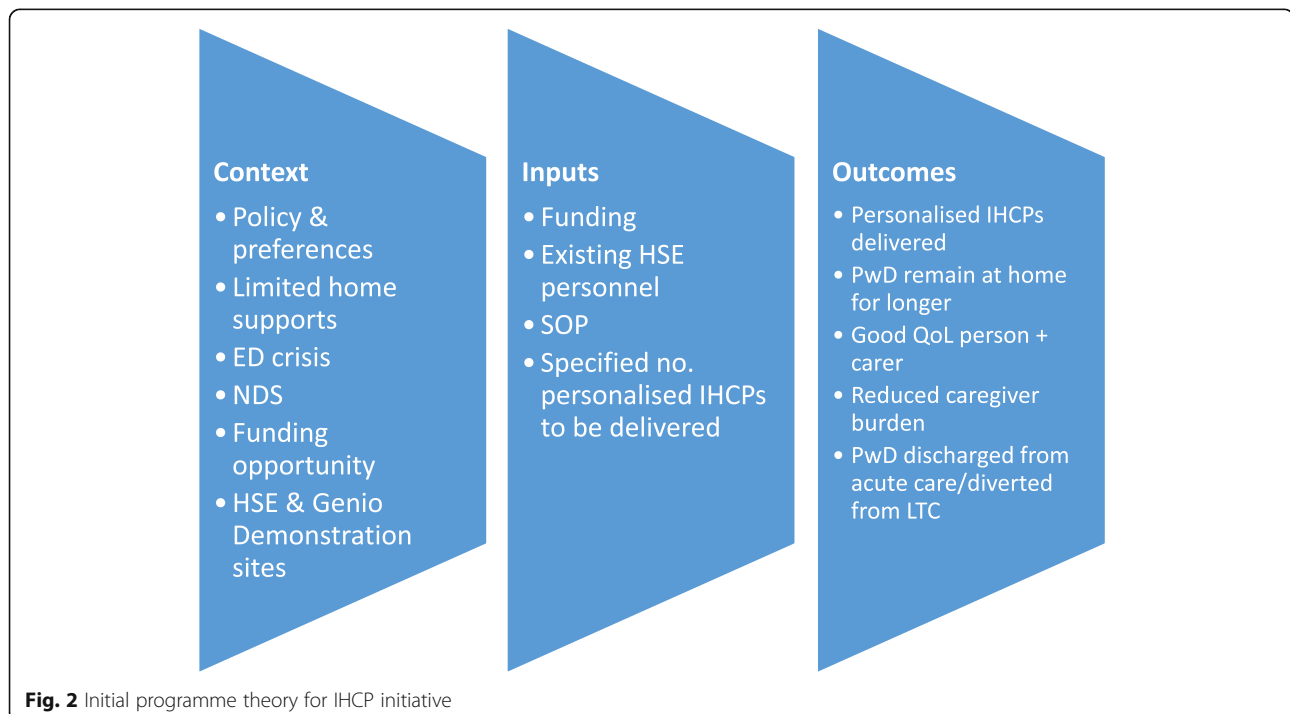 Context
• Policy &
preferences
• Limited home
supports
• ED crisis
• NDS
• Funding
opportunity
• HSE & Genio
Demonstration
sites
Inputs
• Funding
• Existing HSE
personnel
• SOP
• Specified no.
personalised IHCPs
to be delivered
Outcomes
• Personalised IHCPs
delivered
• PwD remain at home
for longer
• Good QoL person +
carer
• Reduced caregiver
burden
• PwD discharged from
acute care/diverted
from LTC
Fig. 2 Initial programme theory for IHCP initiative